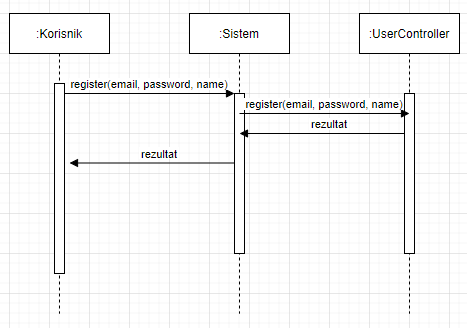 :Korisnik
:Sistem
:UserController
register(email, password, name)
register(email, password, name)
rezultat
rezultat